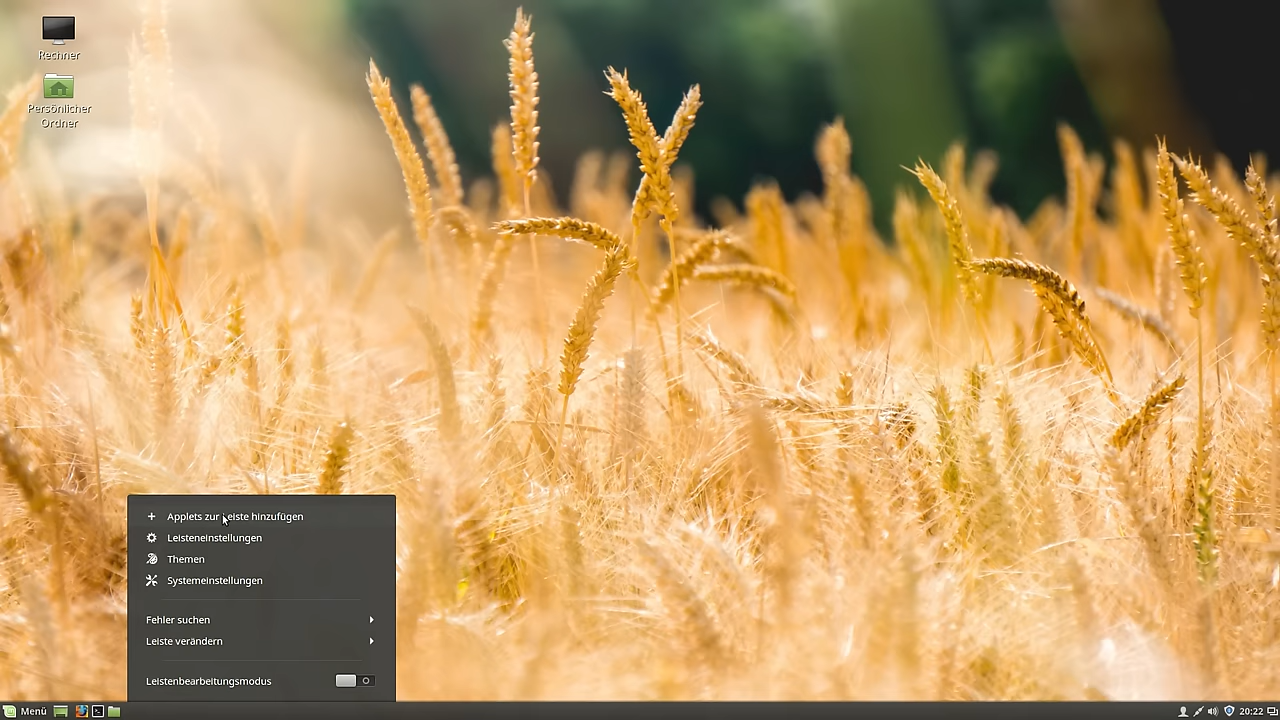 Rechner
Persönlicher
Ordner
Applets zur Leiste hinzufügen
Leisteneinstellungen
Themen
Systemeinstellungen
Fehler suchen
Leiste verändern
Leistenbearbeitungsmodus
Menü
20:22